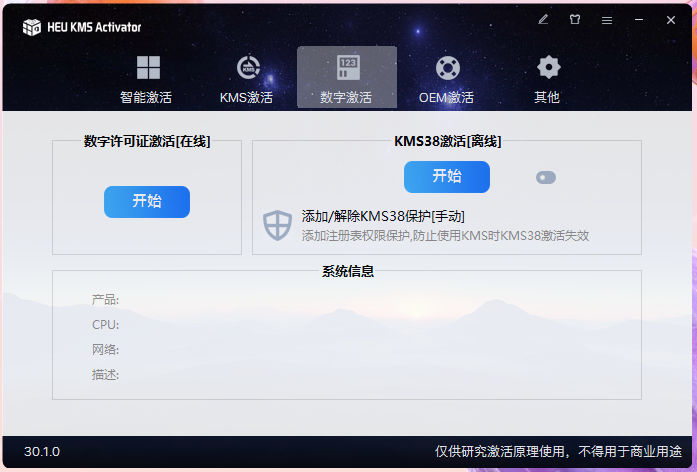 HEU KMS Activator
智能激活
KMS激活
数字激活
OEM激活
其他
数字许可证激活[在线]
开始
KMS38激活[离线]
开始
添加/解除KMS38保护[手动]
添加注册表权限保护,防止使用KMS时KMS38激活失效
系统信息
产品:
CPU:
网络:
描述:
30.1.0
仅供研究激活原理使用，不得用于商业用途